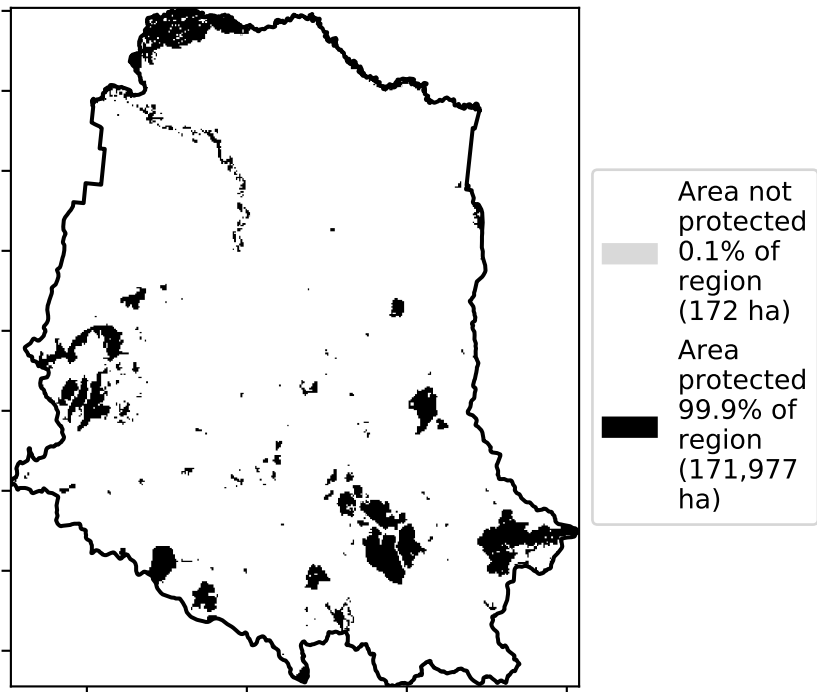 Area not
protected
0.1% of
region
(172 ha)
Area
protected
99.9% of
region
(171,977
ha)